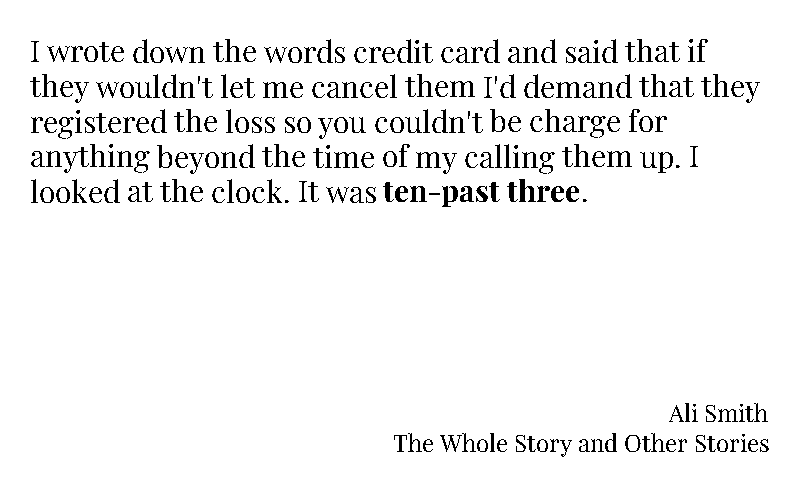 I wrote down the words credit card and said that if
they wouldn't let me cancel them I'd demand that they
registered the loss so you couldn't be charge for
anything beyond the time of my calling them up. I
looked at the clock. It was ten-past three.
Ali Smith
The Whole Story and Other Stories